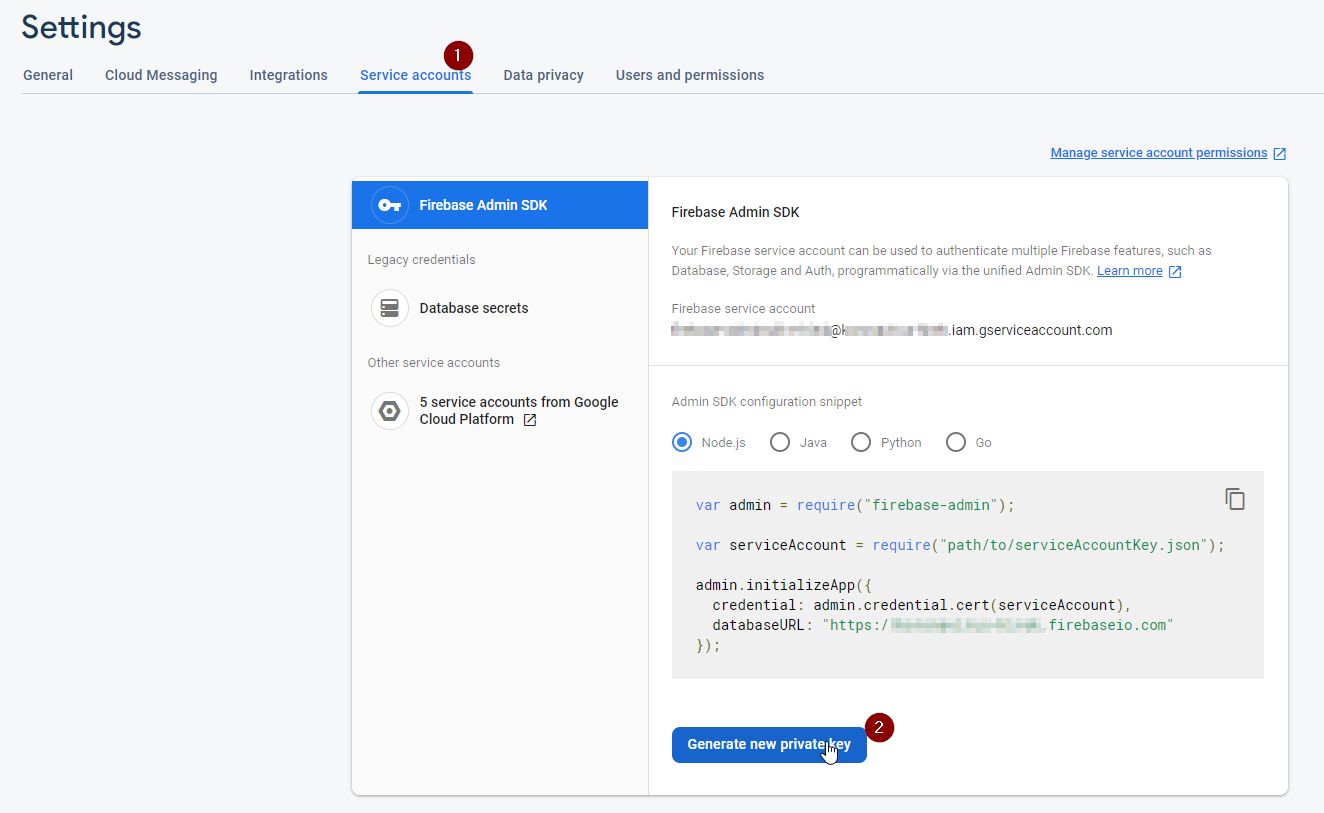 Settings
1
General Cloud Messaging Integrations Service accounts Data privacy Users and permissions
Manage service account permissions
Firebase Admin SDK
Legacy credentials
Database secrets
Other service accounts
5 service accounts from Google
Cloud Platform
Firebase Admin SDK
Your Firebase service account can be used to authenticate multiple Firebase features, such as
Database, Storage and Auth, programmatically via the unified Admin SDK. Learn more
Firebase service account
.iam.gserviceaccount.com
Admin SDK configuration snippet
Node.js Java Python Go
var admin = require("firebase-admin");
var serviceAccount = require("path/to/serviceAccountKey.json");
admin.initializeApp({
credential: admin.credential.cert(serviceAccount),
databaseURL: "https:/ .firebaseio.com"
});
Generate new private key
2